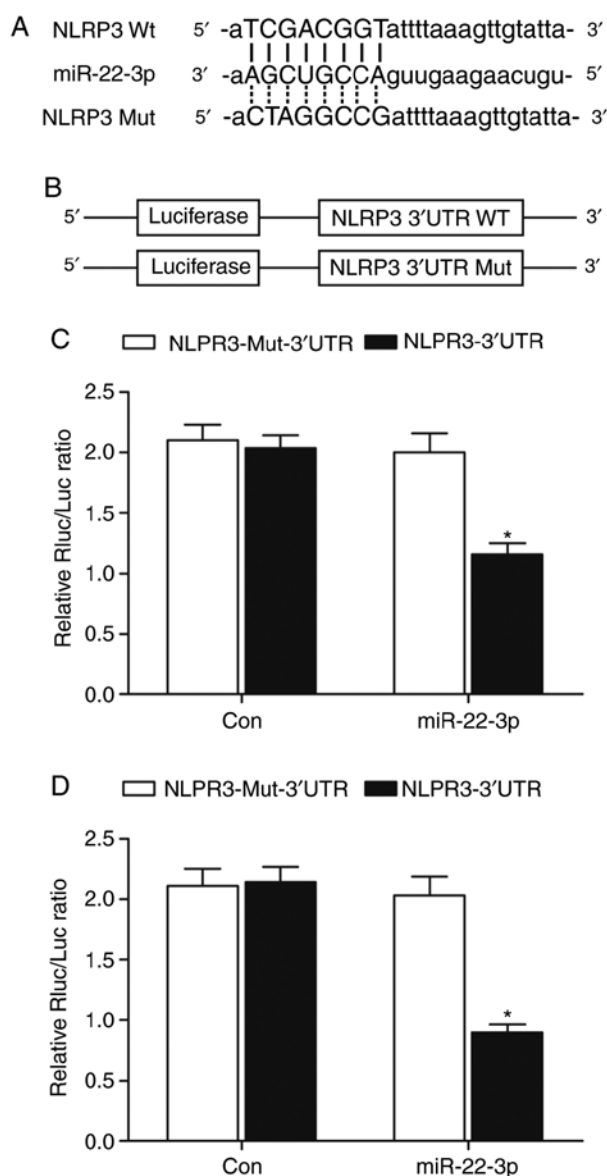 A
NLRP3 Wt 5′ -aTCGACGGTattttaaagttgtatta- 3′
miR-22-3p 3′ -aAGCUGCCAguugaagaacugu- 5′
NLRP3 Mut 5′ -aCTAGGCCGattttaaagttgtatta- 3′
B
5′ Luciferase NLRP3 3′UTR WT 3′
5′ Luciferase NLRP3 3′UTR Mut 3′
C NLPR3-Mut-3′UTR NLPR3-3′UTR
Relative Rluc/Luc ratio
2.5
2.0
1.5
1.0
0.5
0.0
*
Con miR-22-3p
D NLPR3-Mut-3′UTR NLPR3-3′UTR
Relative Rluc/Luc ratio
2.5
2.0
1.5
1.0
0.5
0.0
*
Con miR-22-3p